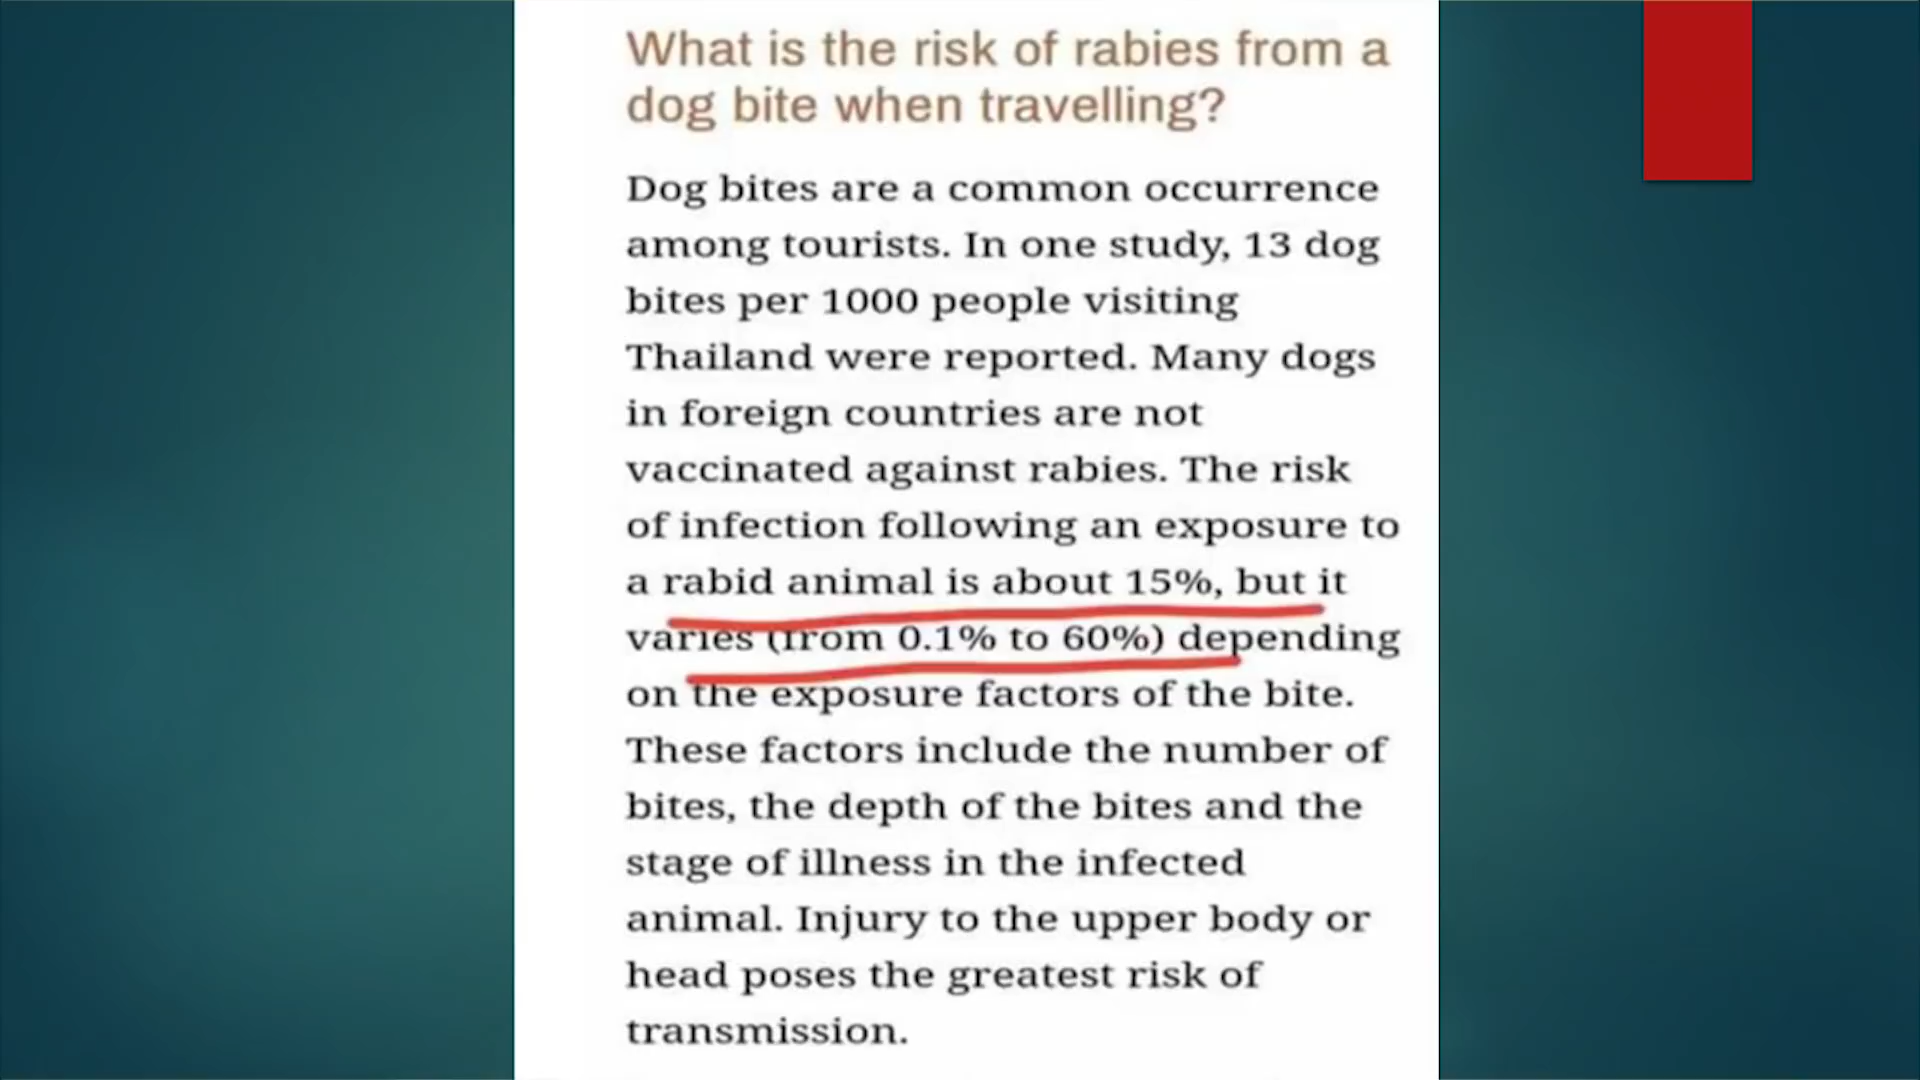 What is the risk of rabies from a
dog bite when travelling?
Dog bites are a common occurrence
among tourists. In one study, 13 dog
bites per 1000 people visiting
Thailand were reported. Many dogs
in foreign countries are not
vaccinated against rabies. The risk
of infection following an exposure to
a rabid animal is about 15%, but it
varies (from 0.1% to 60%) depending
on the exposure factors of the bite.
These factors include the number of
bites, the depth of the bites and the
stage of illness in the infected
animal. Injury to the upper body or
head poses the greatest risk of
transmission.